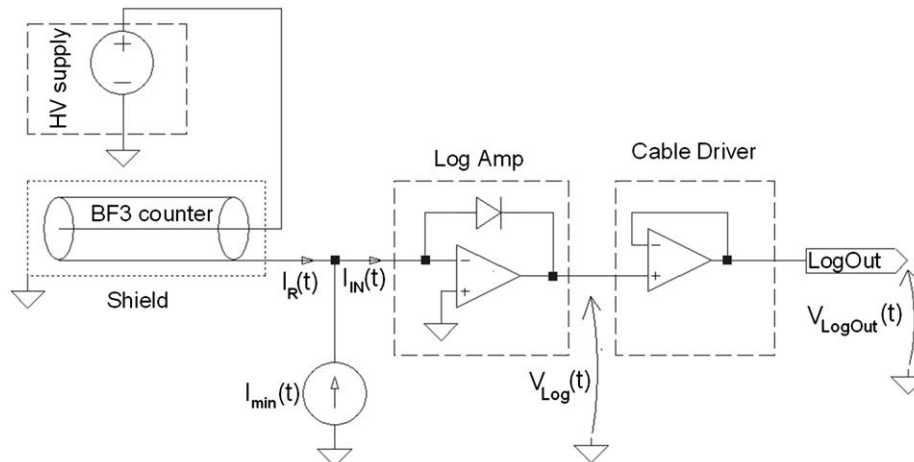 HV supply
+
−
BF3 counter
Shield
I_R(t)
I_IN(t)
I_min(t)
Log Amp
−
+
V_Log(t)
Cable Driver
−
+
LogOut
V_LogOut(t)